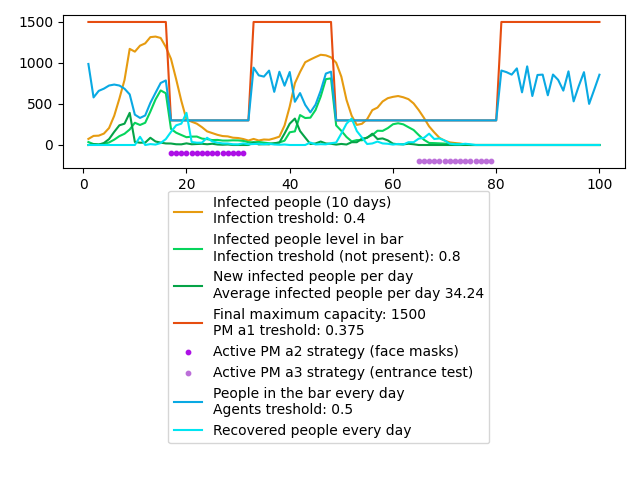 1500
1000
500
0
0
20
40
60
80
100
Infected people (10 days)
Infection treshold: 0.4
Infected people level in bar
Infection treshold (not present): 0.8
New infected people per day
Average infected people per day 34.24
Final maximum capacity: 1500
PM a1 treshold: 0.375
Active PM a2 strategy (face masks)
Active PM a3 strategy (entrance test)
People in the bar every day
Agents treshold: 0.5
Recovered people every day